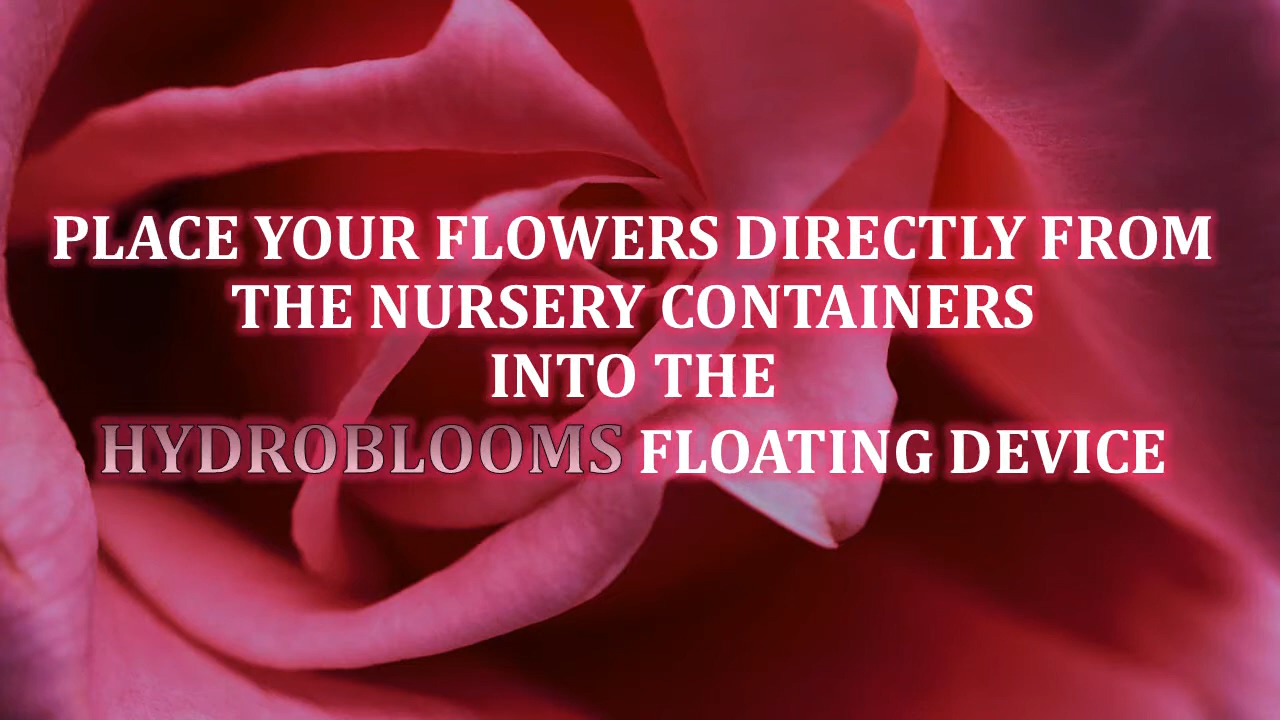 PLACE YOUR FLOWERS DIRECTLY FROM
THE NURSERY CONTAINERS
INTO THE
HYDROBLOOMS FLOATING DEVICE